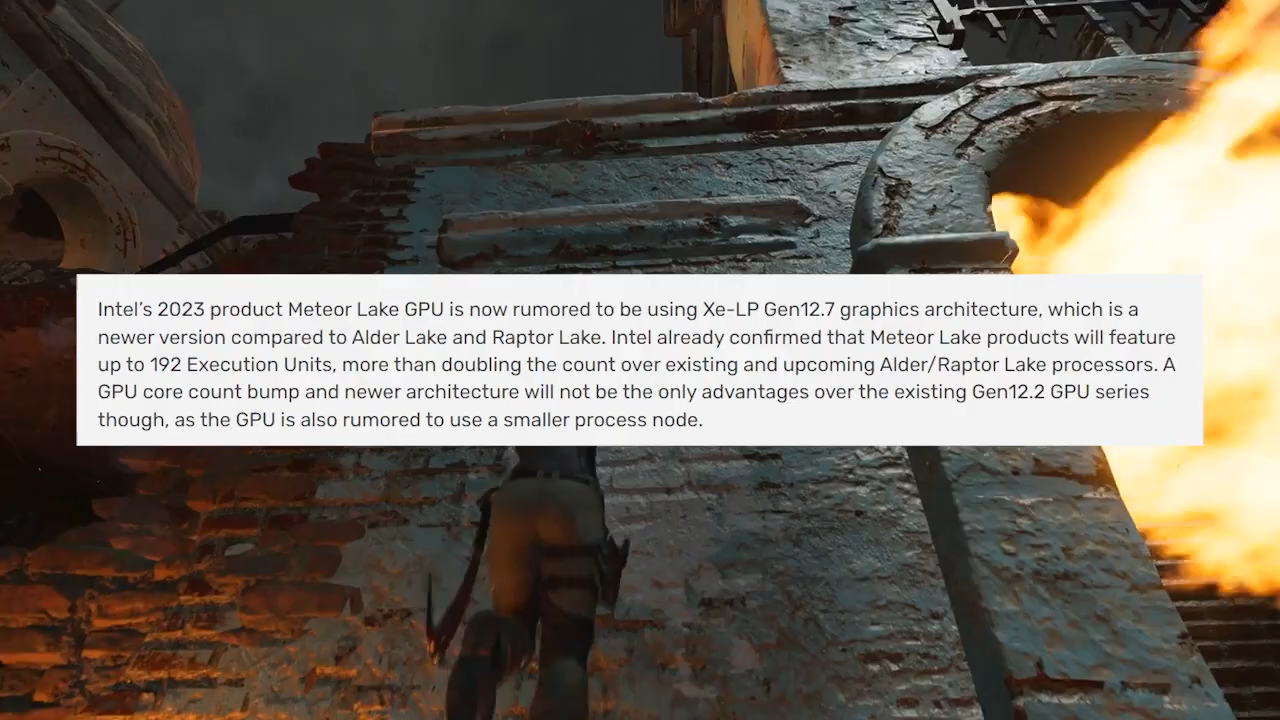 Intel's 2023 product Meteor Lake GPU is now rumored to be using Xe-LP Gen12.7 graphics architecture, which is a
newer version compared to Alder Lake and Raptor Lake. Intel already confirmed that Meteor Lake products will feature
up to 192 Execution Units, more than doubling the count over existing and upcoming Alder/Raptor Lake processors. A
GPU core count bump and newer architecture will not be the only advantages over the existing Gen12.2 GPU series
though, as the GPU is also rumored to use a smaller process node.